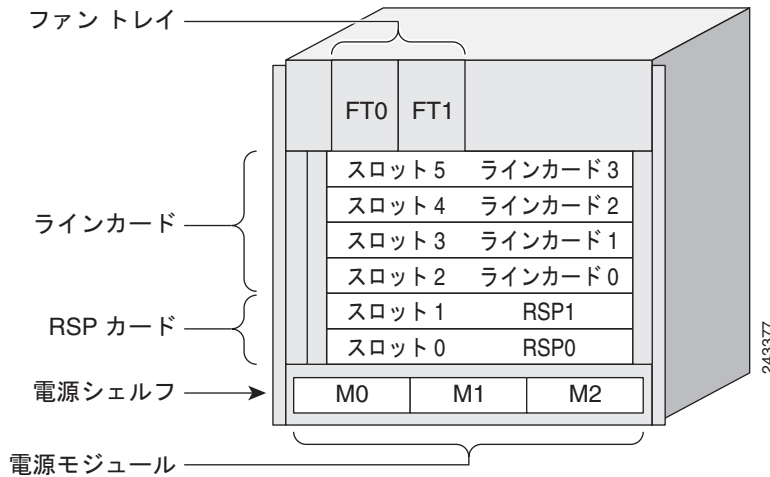 ファン トレイ
FT0 FT1
スロット 5 ラインカード 3
スロット 4 ラインカード 2
ラインカード
スロット 3 ラインカード 1
スロット 2 ラインカード 0
RSP カード
スロット 1 RSP1
スロット 0 RSP0
電源シェルフ
M0 M1 M2
電源モジュール
243377